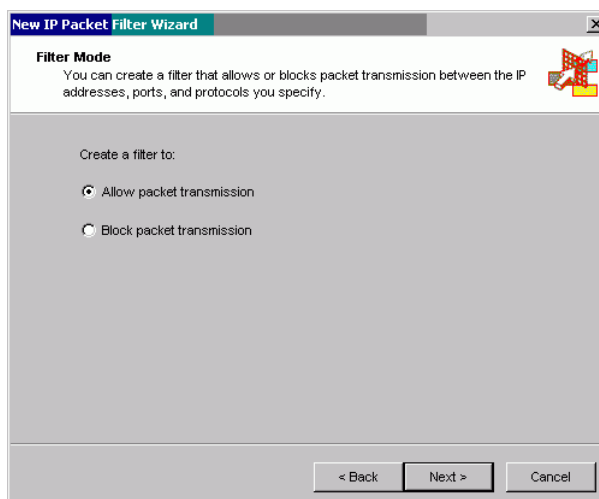 New IP Packet Filter Wizard
Filter Mode
You can create a filter that allows or blocks packet transmission between the IP
addresses, ports, and protocols you specify.
Create a filter to:
Allow packet transmission
Block packet transmission
< Back Next > Cancel